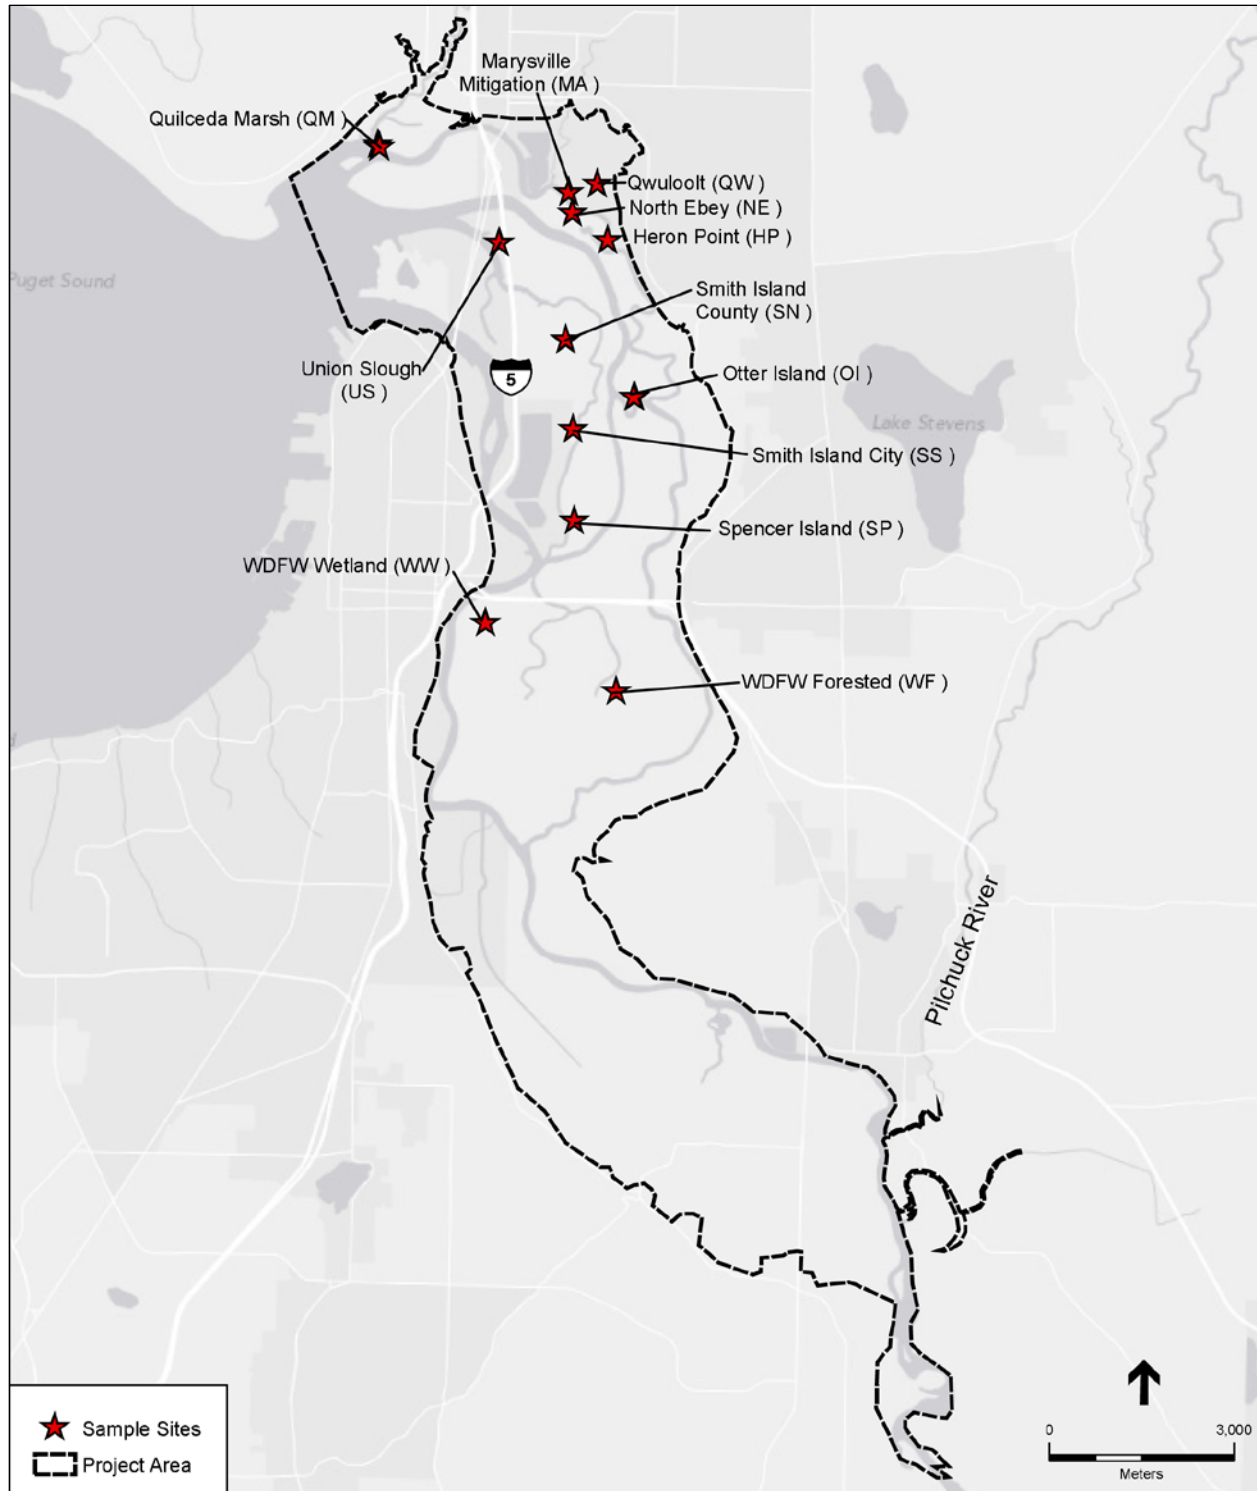 Marysville
Mitigation (MA )
Quilceda Marsh (QM )
Qwuloolt (QW )
North Ebey (NE )
Heron Point (HP )
Puget Sound
Smith Island
County (SN )
Union Slough
(US )
5
Otter Island (OI )
Lake Stevens
Smith Island City (SS )
Spencer Island (SP )
WDFW Wetland (WW )
WDFW Forested (WF )
Pilchuck River
Sample Sites
Project Area
0 3,000
Meters